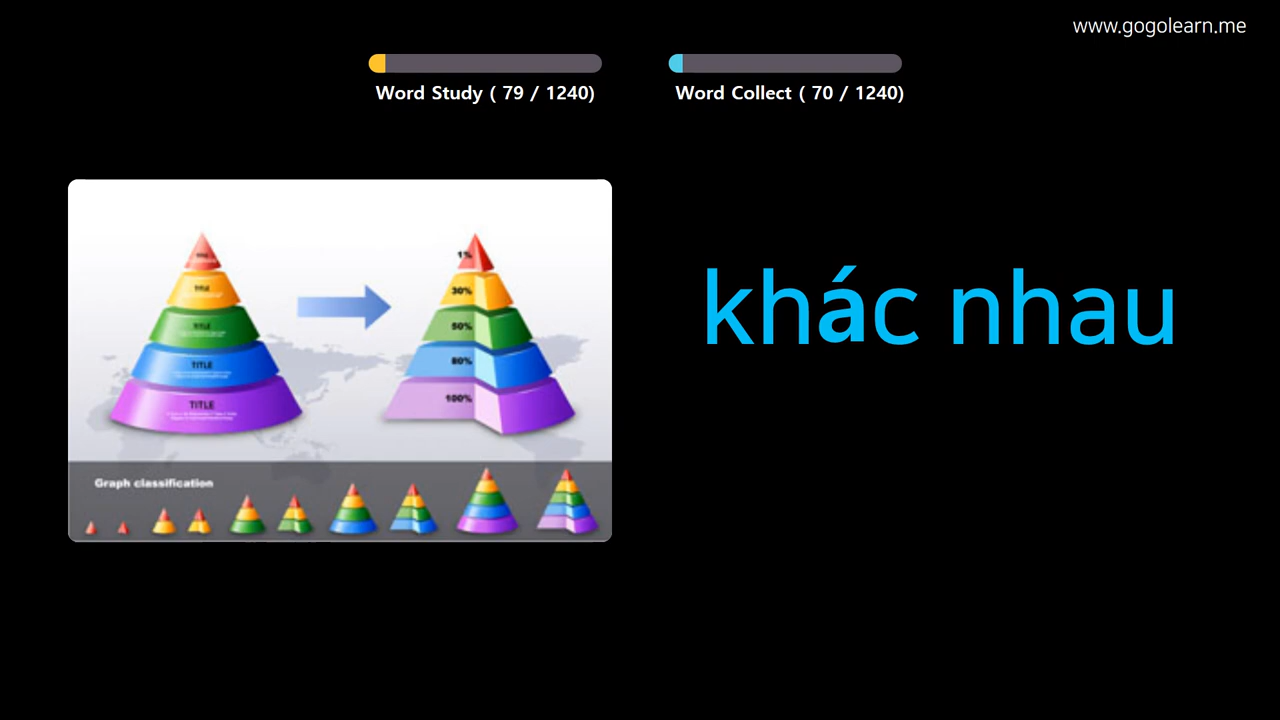 www.gogolearn.me
Word Study ( 79 / 1240)
Word Collect ( 70 / 1240)
khác nhau
TITLE
TITLE
TITLE
TITLE
1%
30%
50%
80%
100%
Graph classification